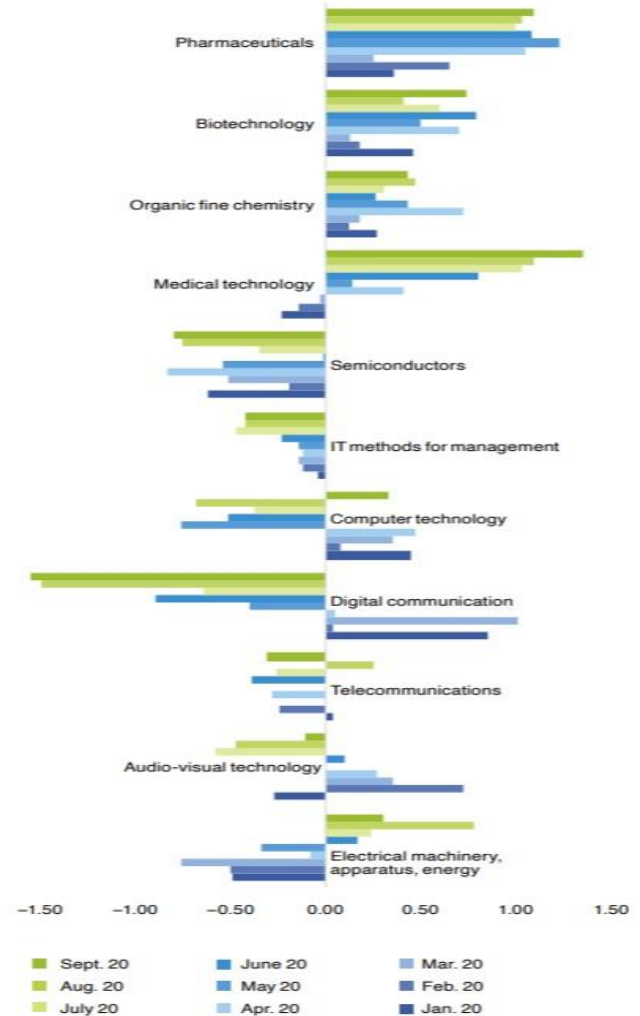 Pharmaceuticals
Biotechnology
Organic fine chemistry
Medical technology
Semiconductors
IT methods for management
Computer technology
Digital communication
Telecommunications
Audio-visual technology
Electrical machinery,
apparatus, energy
−1.50 −1.00 −0.50 0.00 0.50 1.00 1.50
Sept. 20 June 20 Mar. 20
Aug. 20 May 20 Feb. 20
July 20 Apr. 20 Jan. 20